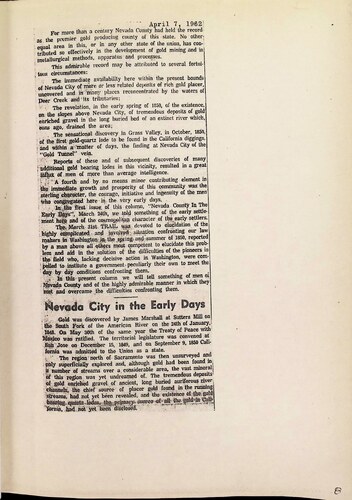 April 7, 1962
For more than a century Nevada County had held the record
as the premier gold producing county of this state. No other
equal area in this, or in any other state of the union, has con-
tributed so effectively in the development of gold mining and in
metallurgical methods, apparatus and processes.
This admirable record may be attributed to several fortui-
tous circumstances:
The immediate availability here within the present bounds
of Nevada City of more or less related deposits of rich gold placer,
uncovered and in many places reconcentrated by the waters of
Deer Creek and its tributaries;
The revelation, in the early spring of 1850, of the existence,
on the slopes above Nevada City, of tremendous deposits of gold
enriched gravel in the long buried bed of an extinct river which,
eons ago, drained the area;
The sensational discovery in Grass Valley, in October, 1850,
of the first gold-quartz lode to be found in the California diggings,
and within a matter of days, the finding at Nevada City of the
"Gold Tunnel" vein.
Reports of these and of subsequent discoveries of many
additional gold bearing lodes in this vicinity, resulted in a great
influx of men of more than average intelligence.
A fourth and by no means minor contributing element in
the immediate growth and prosperity of this community was the
sterling character, the courage, initiative and ingenuity of the men
who congregated here in the very early days.
In the first issue of this column, "Nevada County In The
Early Days", March 24th, we told something of the early settle-
ment here and of the courageous character of the early settlers.
The March 31st TRAIL was devoted to elucidation of the
highly complicated and involved situation confronting our law
makers in Washington in the spring and summer of 1850, reported
by a man above all others most competent to elucidate this prob-
lem and aid in the solution of the difficulties of the pioneers in
the field who, lacking decisive action in Washington, were com-
pelled to institute a government peculiarly their own to meet the
day by day conditions confronting them.
In this present column we will tell something of men of
Nevada County and of the highly admirable manner in which they
met and overcame the difficulties confronting them.
Nevada City in the Early Days
Gold was discovered by James Marshall at Sutters Mill on
the South Fork of the American River on the 24th of January
1848. On May 30th of the same year the Treaty of Peace with
Mexico was ratified. The territorial legislature was convened at
San Jose on December 15, 1849, and on September 9, 1850 Cali-
fornia was admitted to the Union as a state.
The region north of Sacramento was then unsurveyed and
only superficially explored and, although gold had been found in
a number of streams over a considerable area, the vast mineral
of this region was yet undreamed of. The tremendous deposits
of gold enriched gravel of ancient, long buried auriferous river
channels, the chief source of placer gold found in the running
streams, had not yet been revealed, and the existence of the gold
bearing quartz lodes, the primary source of all the gold in Cali-
fornia, had not yet been disclosed.
8